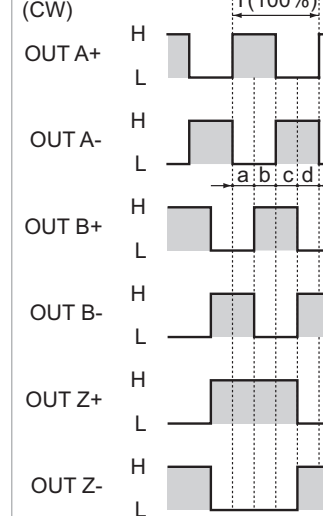 (CW)
T(100%)
OUT A+ H L
OUT A- H L
a b c d
OUT B+ H L
OUT B- H L
OUT Z+ H L
OUT Z- H L